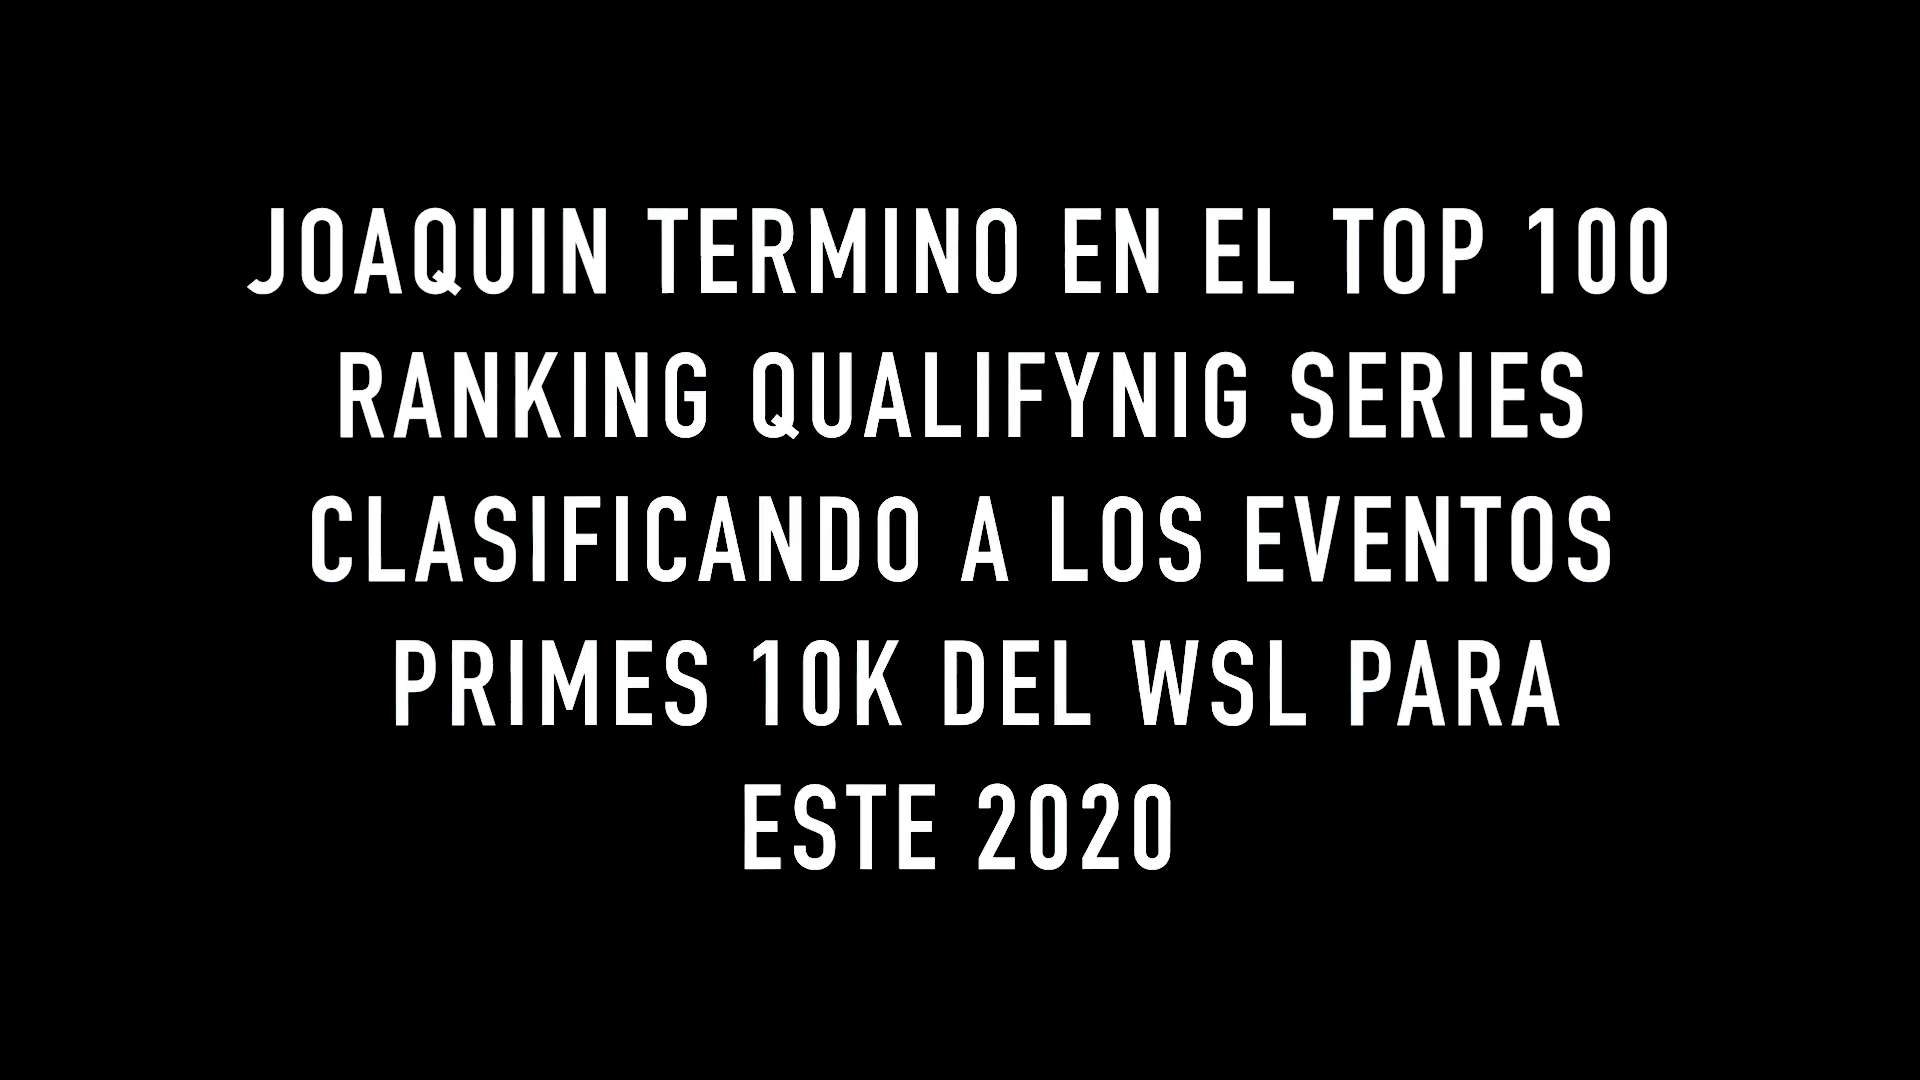 JOAQUIN TERMINO EN EL TOP 100
RANKING QUALIFYNIG SERIES
CLASIFICANDO A LOS EVENTOS
PRIMES 10K DEL WSL PARA
ESTE 2020